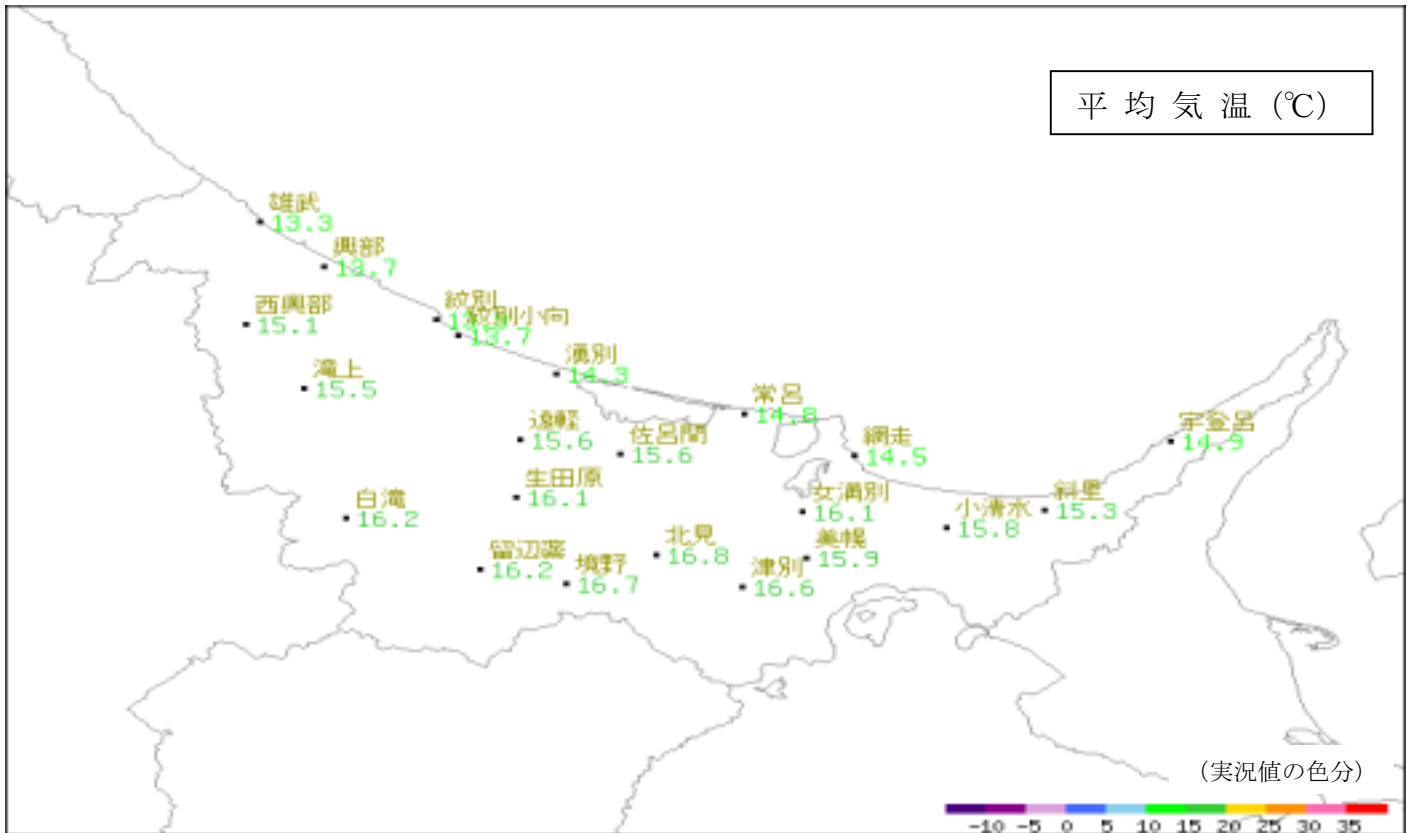 平均気温(℃)
雄武
13.3
興部
13.7
西興部
15.1
紋別
紋別小向
13.7
滝上
15.5
湧別
14.3
常呂
14.8
遠軽
15.6
佐呂間
15.6
網走
14.5
宇登呂
14.9
生田原
16.1
白滝
16.2
女満別
16.1
小清水
15.8
斜里
15.3
留辺蘂
16.2
境野
16.7
北見
16.8
美幌
15.9
津別
16.6
(実況値の色分)
-10 -5 0 5 10 15 20 25 30 35